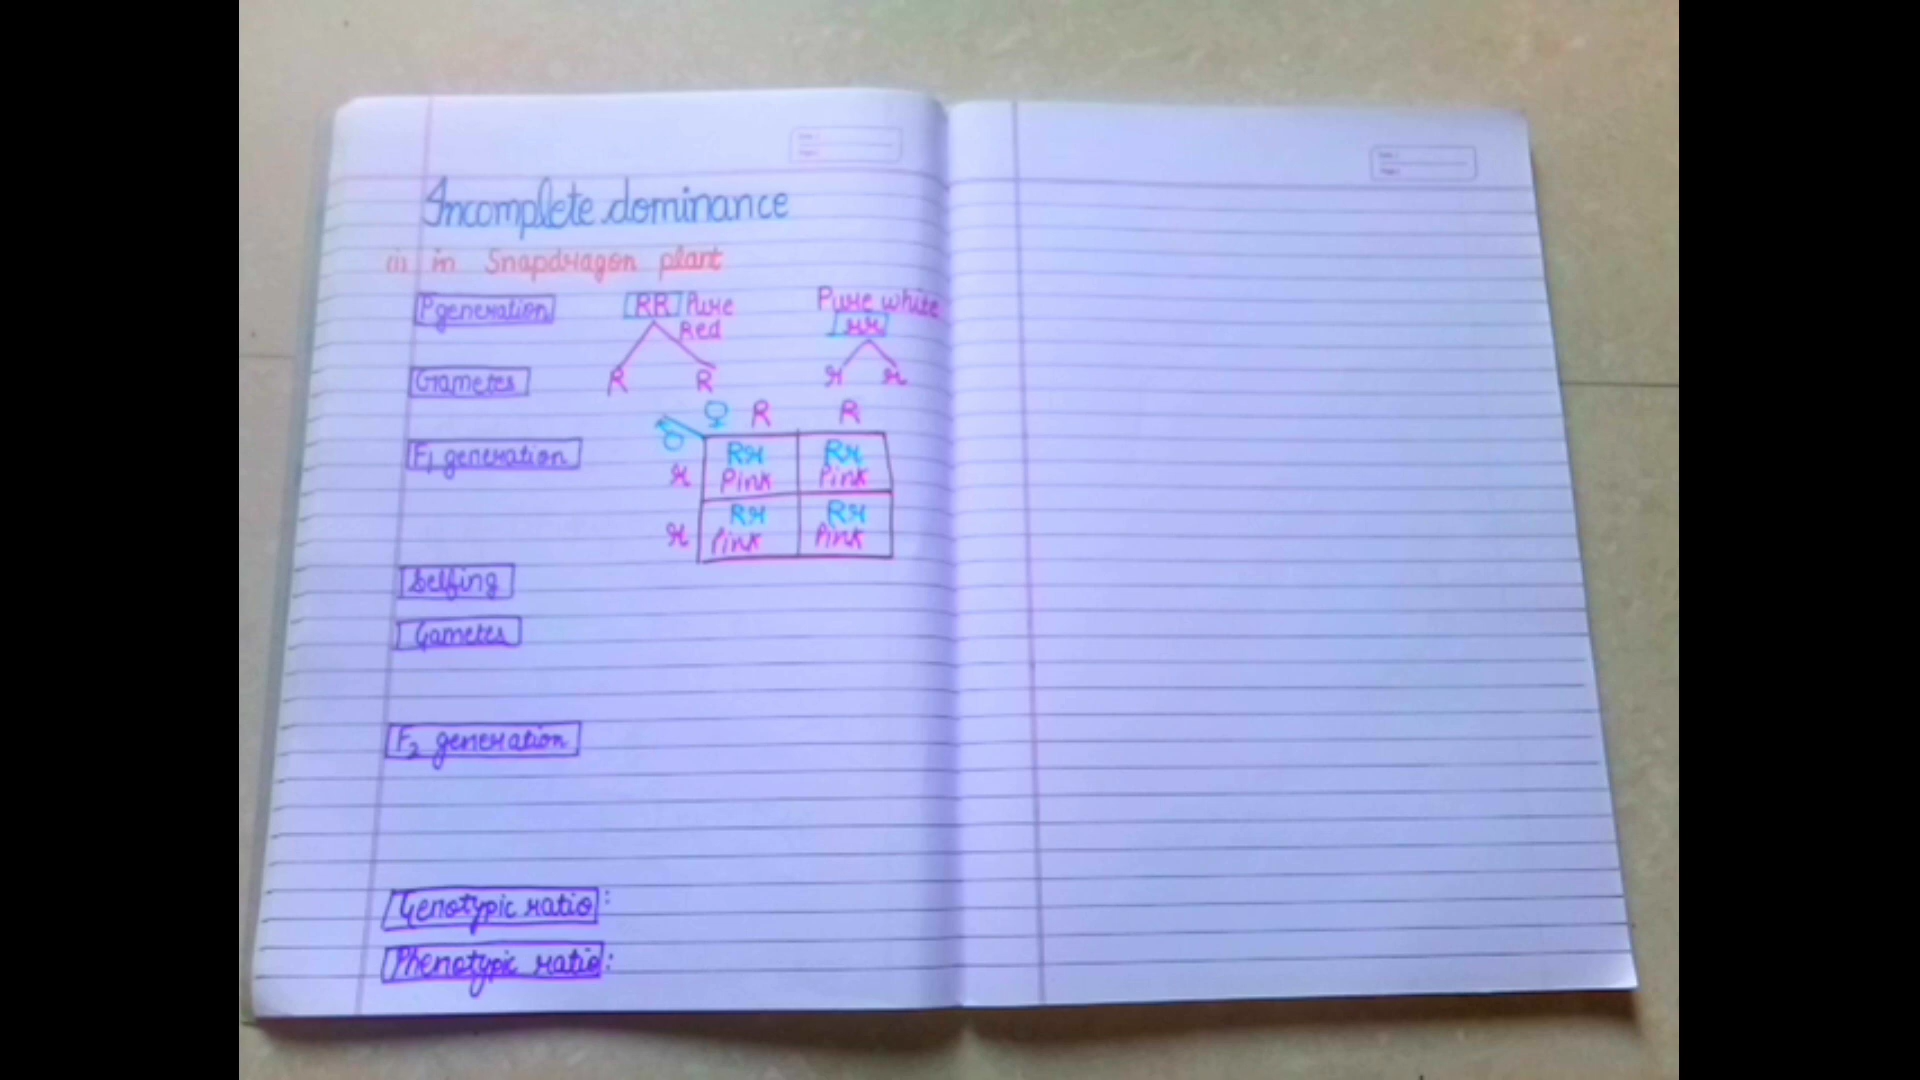 Incomplete dominance
(i) in Snapdragon plant
P generation RR Pure Red Pure white rr
Gametes R R r r
♂ ♀ R R
F1 generation r Rr Pink Rr Pink
r Rr Pink Rr Pink
Selfing
Gametes
F2 generation
Genotypic ratio:
Phenotypic ratio: